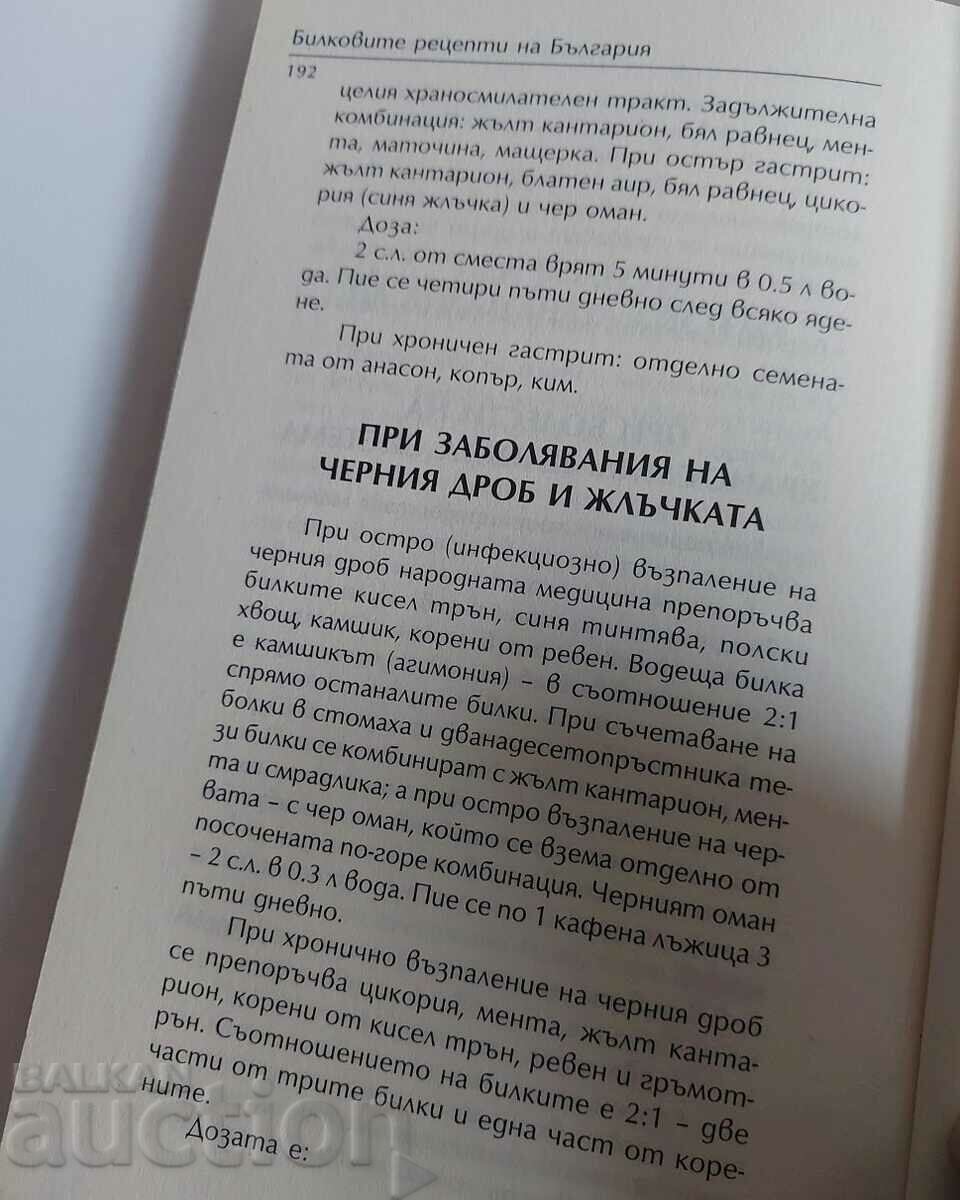 Билковите рецепти на България
192
целия храносмилателен тракт. Задължителна
комбинация: жълт кантарион, бял равнец, мен-
та, маточина, мащерка. При остър гастрит:
жълт кантарион, блатен аир, бял равнец, цико-
рия (синя жлъчка) и чер оман.
Доза:
2 с.л. от сместа врят 5 минути в 0.5 л во-
да. Пие се четири пъти дневно след всяко яде-
не.
При хроничен гастрит: отделно семена-
та от анасон, копър, ким.
ПРИ ЗАБОЛЯВАНИЯ НА
ЧЕРНИЯ ДРОБ И ЖЛЪЧКАТА
При остро (инфекциозно) възпаление на
черния дроб народната медицина препоръчва
билките кисел трън, синя тинтява, полски
хвощ, камшик, корени от ревен. Водеща билка
е камшикът (агимония) – в съотношение 2:1
спрямо останалите билки. При съчетаване на
болки в стомаха и дванадесетопръстника те-
зи билки се комбинират с жълт кантарион, мен-
та и смрадлика; а при остро възпаление на чер-
вата – с чер оман, който се взема отделно от
посочената по-горе комбинация. Черният оман
– 2 с.л. в 0.3 л вода. Пие се по 1 кафена лъжица 3
пъти дневно.
При хронично възпаление на черния дроб
се препоръчва цикория, мента, жълт канта-
рион, корени от кисел трън, ревен и гръмот-
рън. Съотношението на билките е 2:1 – две
части от трите билки и една част от коре-
ните.
Дозата е:
BALKAN
auction